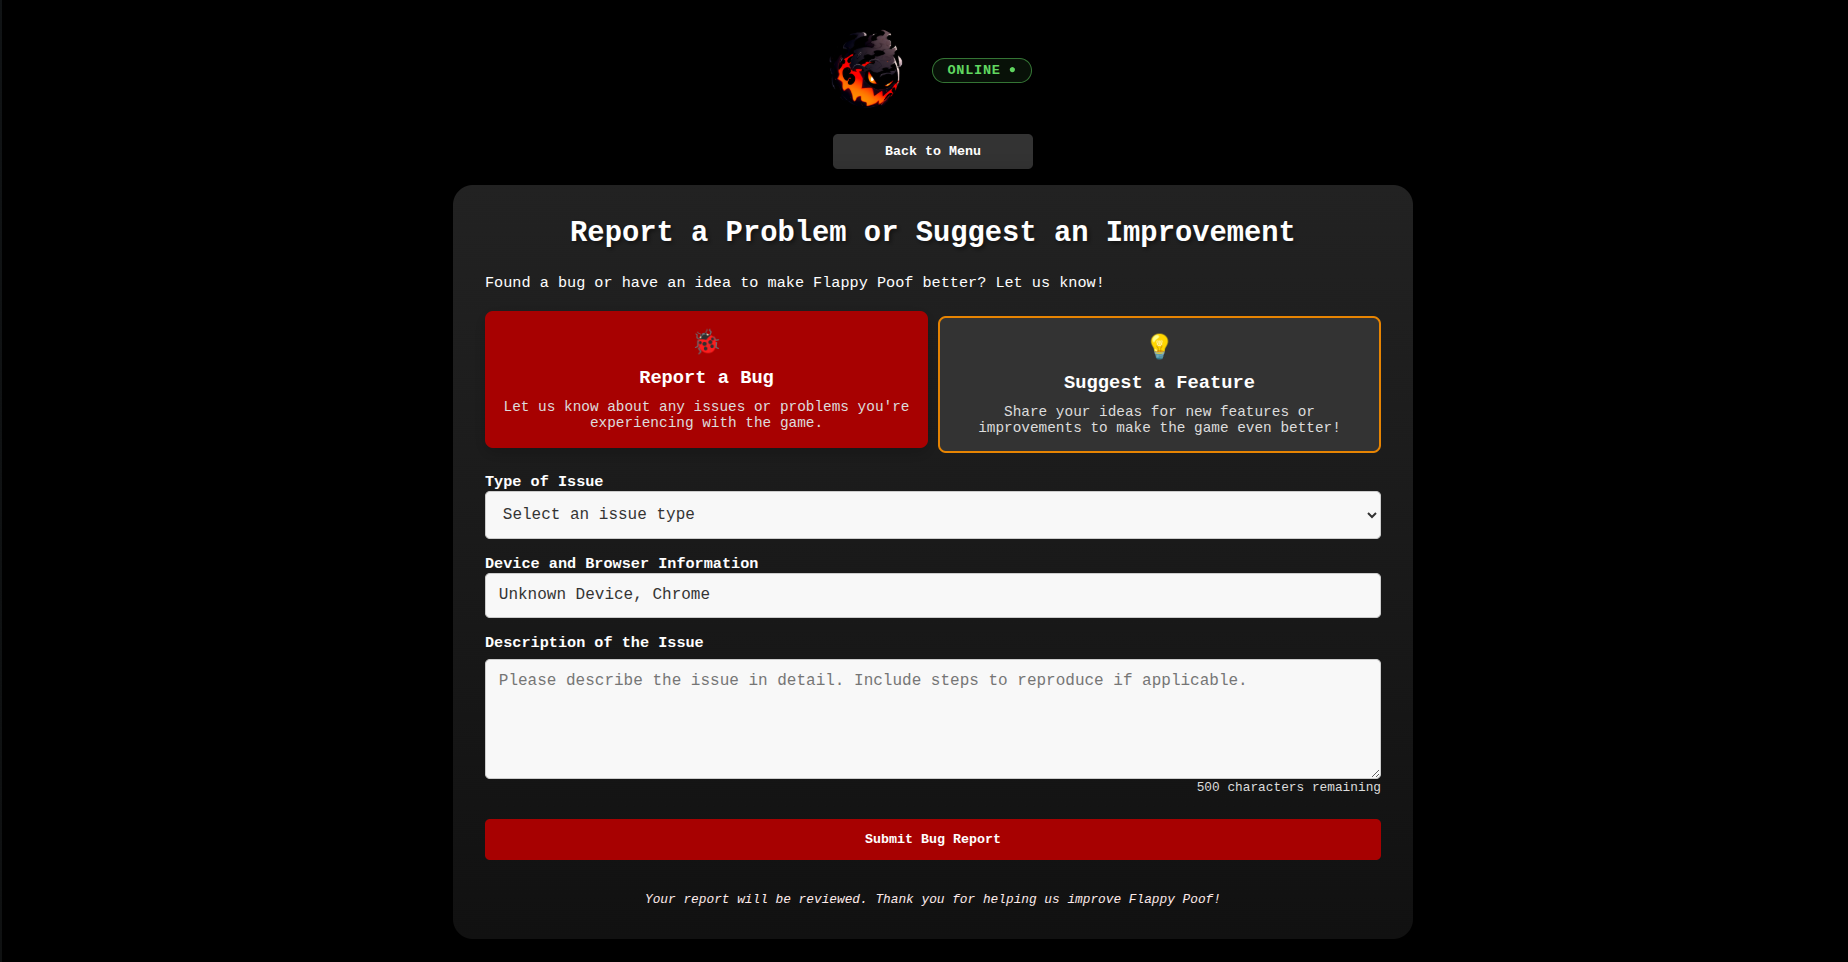 ONLINE ●
Back to Menu
Report a Problem or Suggest an Improvement
Found a bug or have an idea to make Flappy Poof better? Let us know!
Report a Bug
Let us know about any issues or problems you're
experiencing with the game.
Suggest a Feature
Share your ideas for new features or
improvements to make the game even better!
Type of Issue
Select an issue type
Device and Browser Information
Unknown Device, Chrome
Description of the Issue
Please describe the issue in detail. Include steps to reproduce if applicable.
500 characters remaining
Submit Bug Report
Your report will be reviewed. Thank you for helping us improve Flappy Poof!